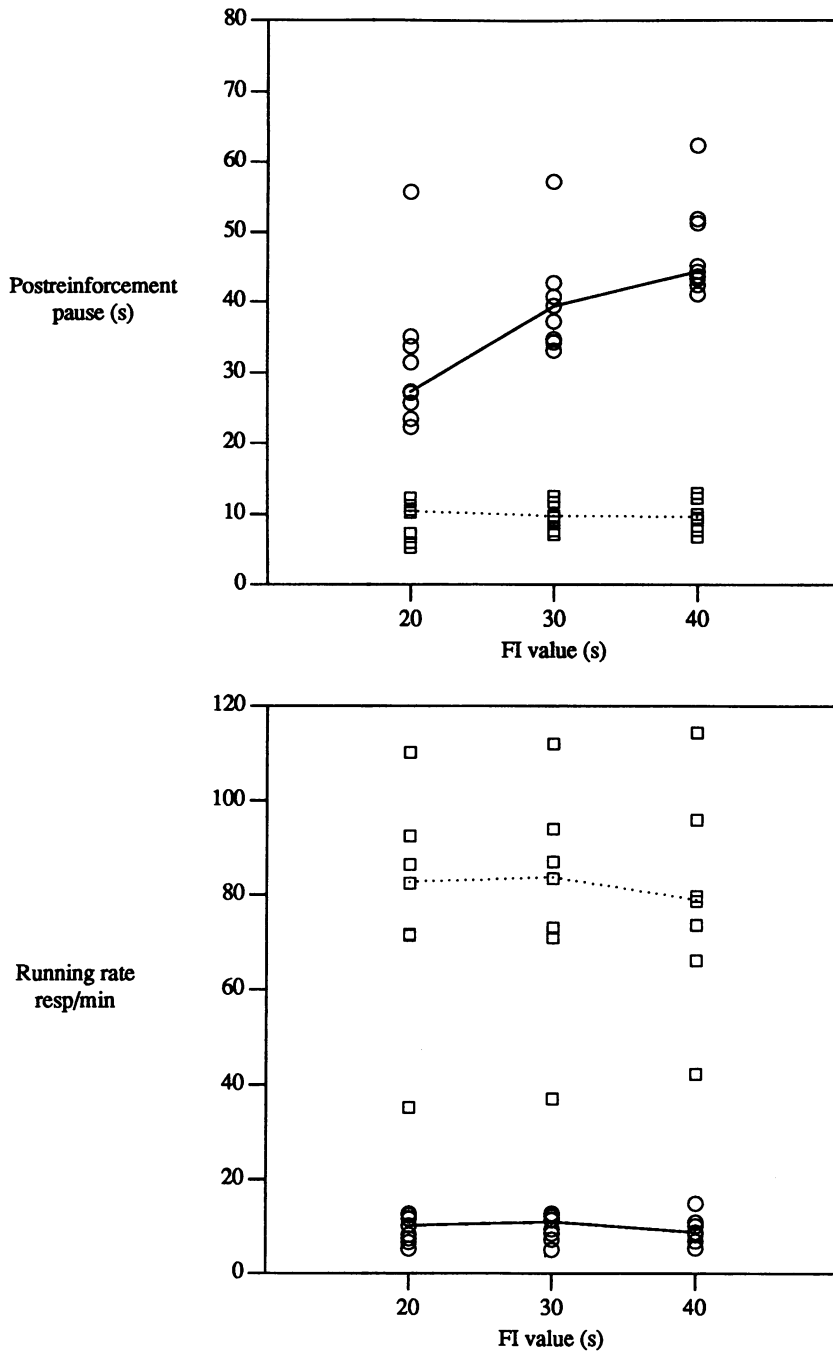 80
70
60
50
40
30
20
10
0
Postreinforcement
pause (s)
20 30 40
FI value (s)
120
100
80
60
40
20
0
Running rate
resp/min
20 30 40
FI value (s)